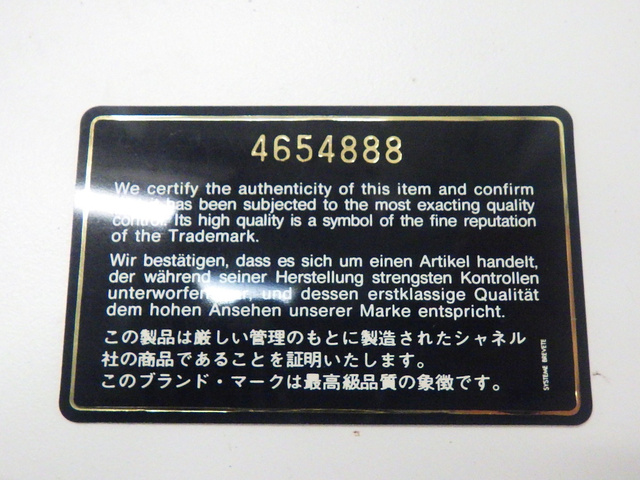 4654888
We certify the authenticity of this item and confirm
it has been subjected to the most exacting quality
control. Its high quality is a symbol of the fine reputation
of the Trademark.
Wir bestätigen, dass es sich um einen Artikel handelt,
der während seiner Herstellung strengsten Kontrollen
unterworfen, und dessen erstklassige Qualität
dem hohen Ansehen unserer Marke entspricht.
この製品は厳しい管理のもとに製造されたシャネル
社の商品であることを証明いたします。
このブランド・マークは最高級品質の象徴です。
SYSTEME BREVETE